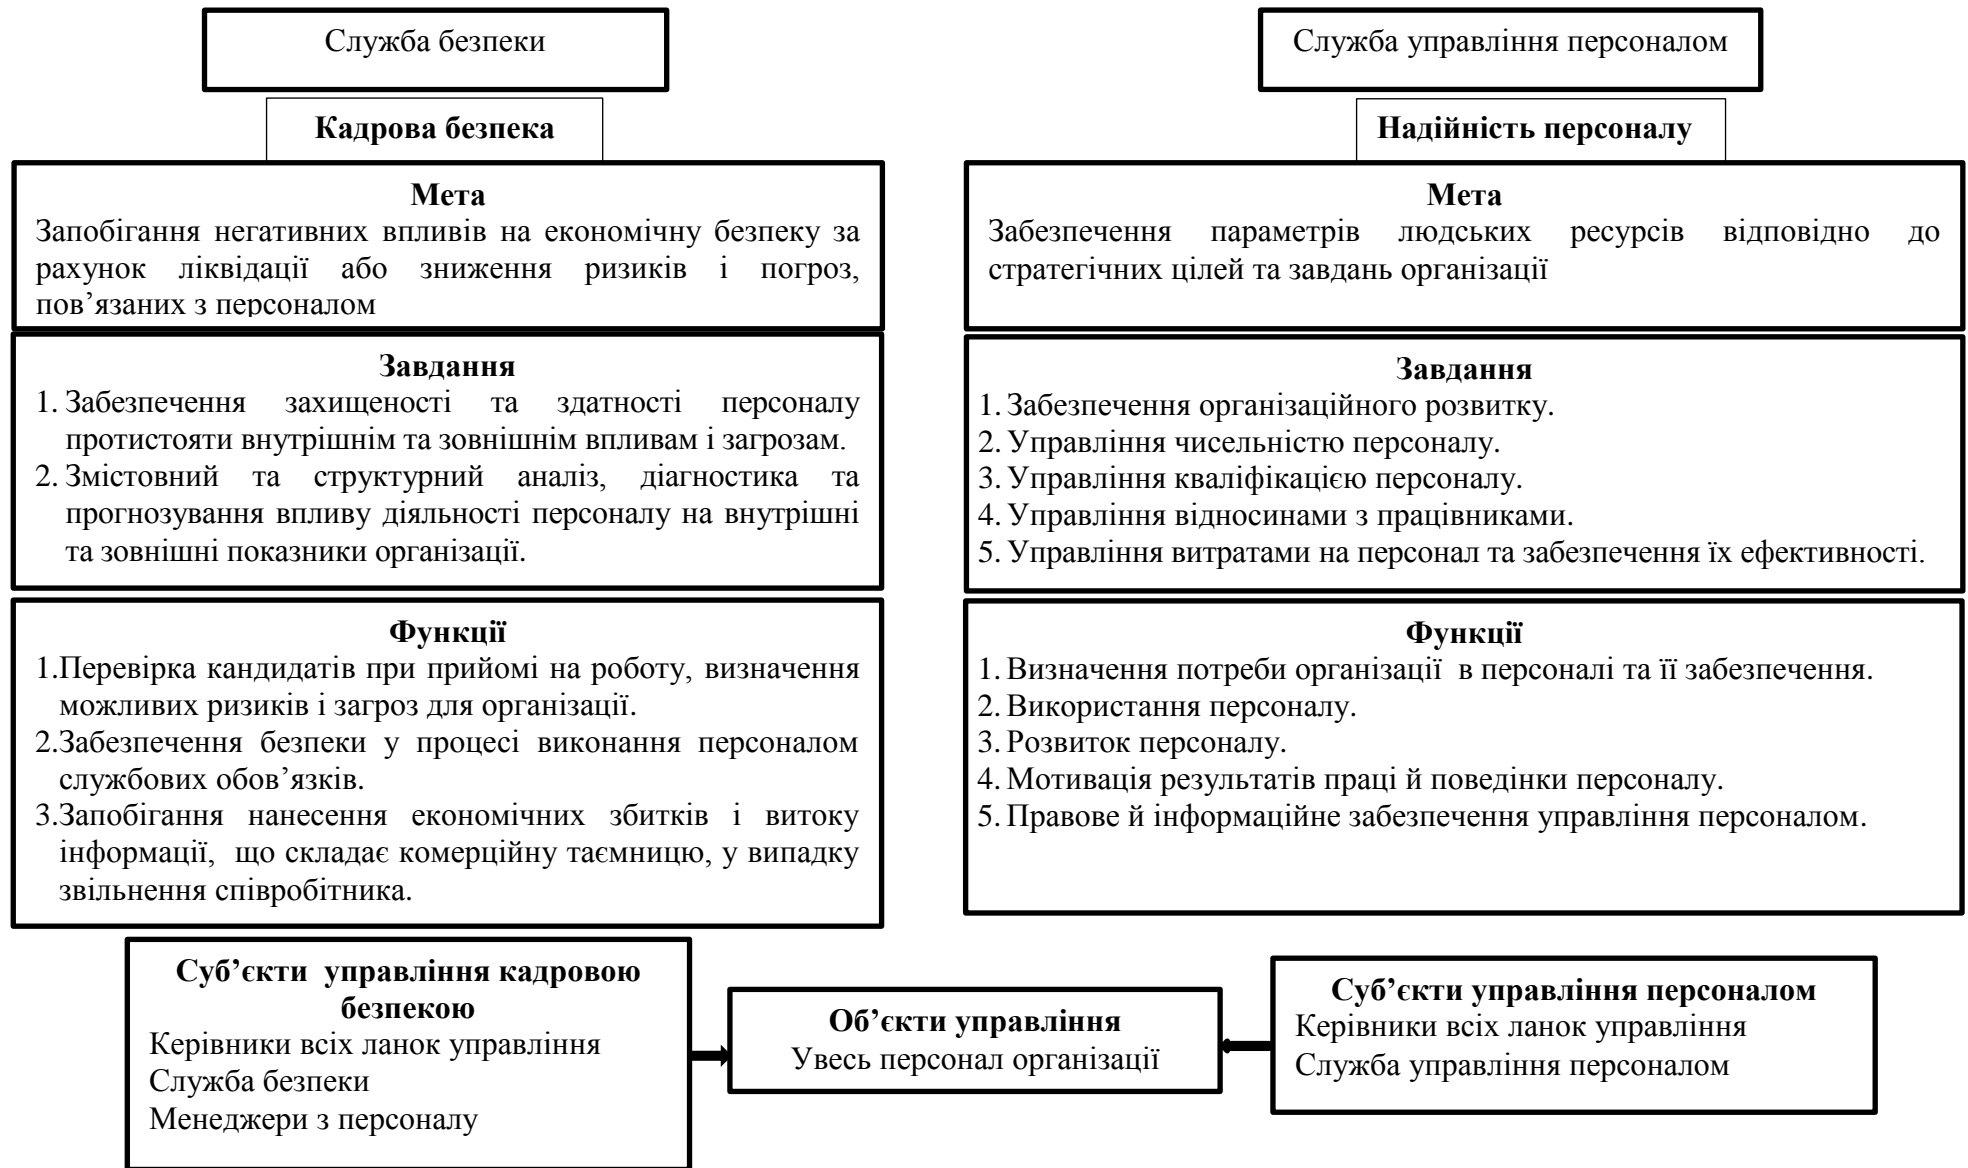 Служба безпеки
Кадрова безпека
Мета
Запобігання негативних впливів на економічну безпеку за
рахунок ліквідації або зниження ризиків і погроз,
пов’язаних з персоналом
Завдання
1. Забезпечення захищеності та здатності персоналу
протистояти внутрішнім та зовнішнім впливам і загрозам.
2. Змістовний та структурний аналіз, діагностика та
прогнозування впливу діяльності персоналу на внутрішні
та зовнішні показники організації.
Функції
1.Перевірка кандидатів при прийомі на роботу, визначення
можливих ризиків і загроз для організації.
2.Забезпечення безпеки у процесі виконання персоналом
службових обов’язків.
3.Запобігання нанесення економічних збитків і витоку
інформації, що складає комерційну таємницю, у випадку
звільнення співробітника.
Суб’єкти управління кадровою
безпекою
Керівники всіх ланок управління
Служба безпеки
Менеджери з персоналу
Об’єкти управління
Увесь персонал організації
Служба управління персоналом
Надійність персоналу
Мета
Забезпечення параметрів людських ресурсів відповідно до
стратегічних цілей та завдань організації
Завдання
1. Забезпечення організаційного розвитку.
2. Управління чисельністю персоналу.
3. Управління кваліфікацією персоналу.
4. Управління відносинами з працівниками.
5. Управління витратами на персонал та забезпечення їх ефективності.
Функції
1. Визначення потреби організації в персоналі та її забезпечення.
2. Використання персоналу.
3. Розвиток персоналу.
4. Мотивація результатів праці й поведінки персоналу.
5. Правове й інформаційне забезпечення управління персоналом.
Суб’єкти управління персоналом
Керівники всіх ланок управління
Служба управління персоналом